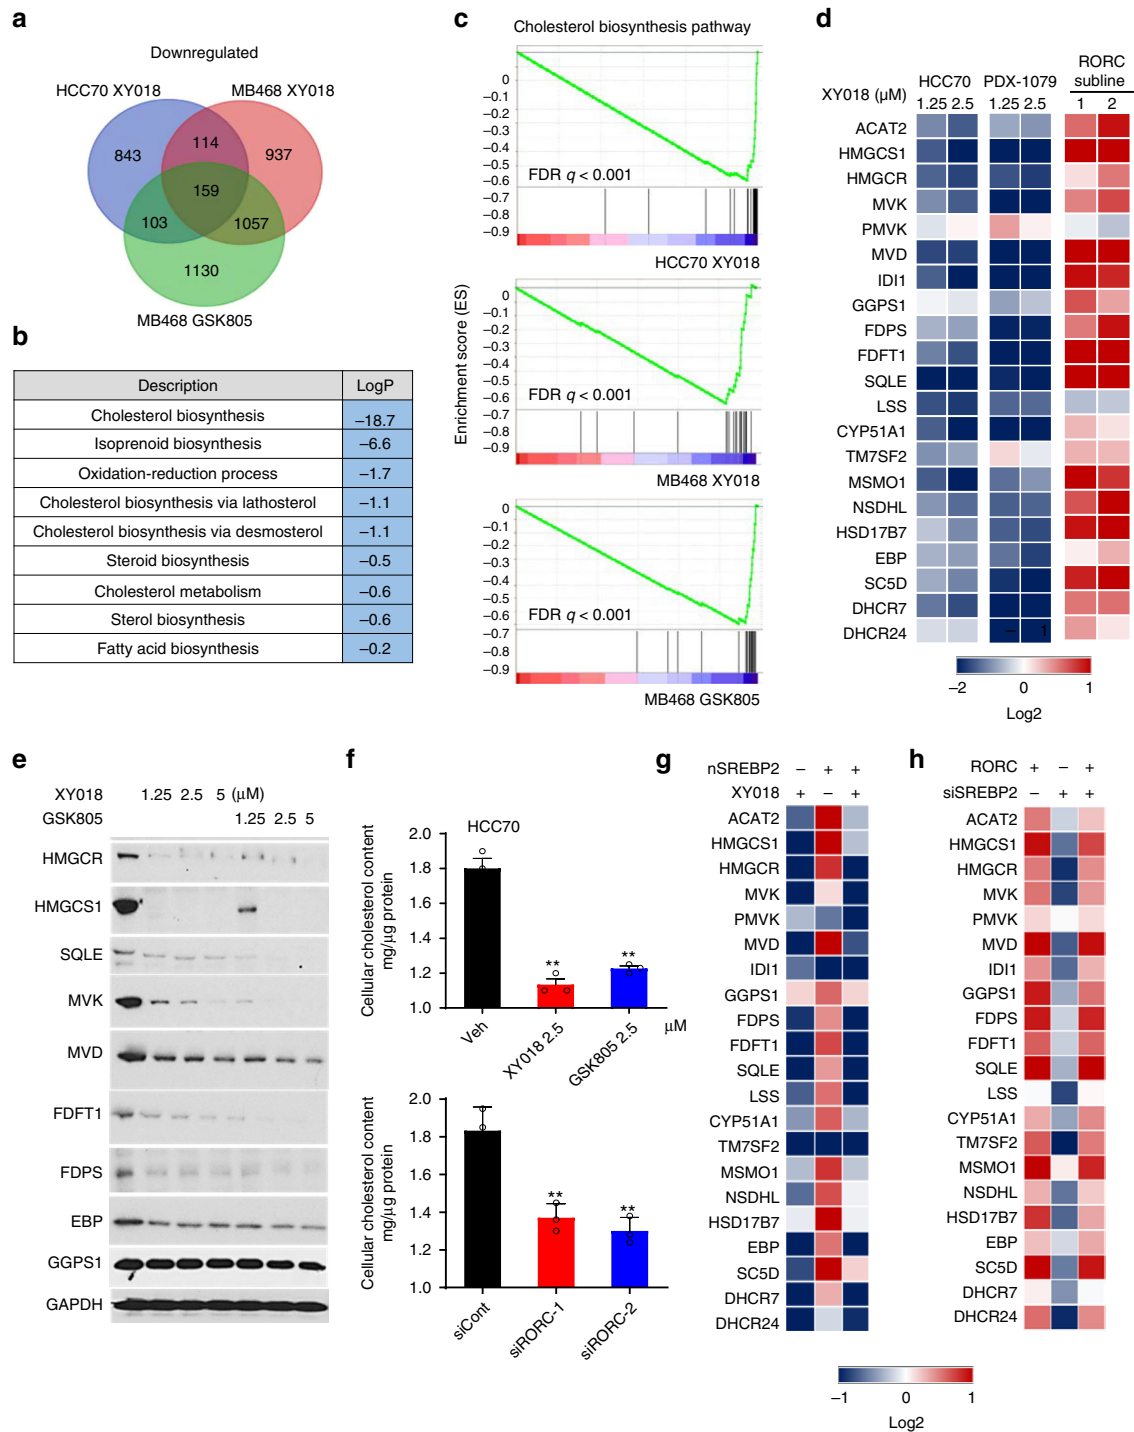 a
Downregulated
HCC70 XY018
MB468 XY018
843
114
937
159
103
1057
1130
MB468 GSK805
b
Description LogP
Cholesterol biosynthesis −18.7
Isoprenoid biosynthesis −6.6
Oxidation-reduction process −1.7
Cholesterol biosynthesis via lathosterol −1.1
Cholesterol biosynthesis via desmosterol −1.1
Steroid biosynthesis −0.5
Cholesterol metabolism −0.6
Sterol biosynthesis −0.6
Fatty acid biosynthesis −0.2
c
Cholesterol biosynthesis pathway
Enrichment score (ES)
0
−0.1
−0.2
−0.3
−0.4
−0.5
−0.6
−0.7
−0.8
−0.9
FDR q < 0.001
HCC70 XY018
0
−0.1
−0.2
−0.3
−0.4
−0.5
−0.6
−0.7
−0.8
−0.9
FDR q < 0.001
MB468 XY018
0
−0.1
−0.2
−0.3
−0.4
−0.5
−0.6
−0.7
−0.8
−0.9
FDR q < 0.001
MB468 GSK805
d
HCC70 PDX-1079 RORC subline
XY018 (μM) 1.25 2.5 1.25 2.5 1 2
ACAT2
HMGCS1
HMGCR
MVK
PMVK
MVD
IDI1
GGPS1
FDPS
FDFT1
SQLE
LSS
CYP51A1
TM7SF2
MSMO1
NSDHL
HSD17B7
EBP
SC5D
DHCR7
DHCR24
– 1
−2 0 1
Log2
e
XY018 1.25 2.5 5 (μM)
GSK805 1.25 2.5 5
HMGCR
HMGCS1
SQLE
MVK
MVD
FDFT1
FDPS
EBP
GGPS1
GAPDH
f
HCC70
Cellular cholesterol content
mg/μg protein
2.0
1.8
1.6
1.4
1.2
1.0
**
**
Veh
XY018 2.5
GSK805 2.5
μM
Cellular cholesterol content
mg/μg protein
2.0
1.8
1.6
1.4
1.2
1.0
**
**
siCont
siRORC-1
siRORC-2
g
nSREBP2 − + +
XY018 + − +
ACAT2
HMGCS1
HMGCR
MVK
PMVK
MVD
IDI1
GGPS1
FDPS
FDFT1
SQLE
LSS
CYP51A1
TM7SF2
MSMO1
NSDHL
HSD17B7
EBP
SC5D
DHCR7
DHCR24
h
RORC + − +
siSREBP2 − + +
ACAT2
HMGCS1
HMGCR
MVK
PMVK
MVD
IDI1
GGPS1
FDPS
FDFT1
SQLE
LSS
CYP51A1
TM7SF2
MSMO1
NSDHL
HSD17B7
EBP
SC5D
DHCR7
DHCR24
−1 0 1
Log2